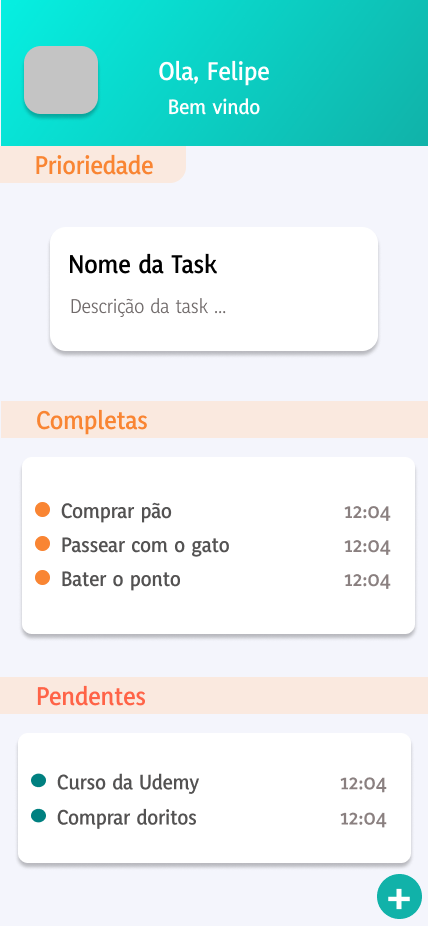 Ola, Felipe
Bem vindo
Prioriedade
Nome da Task
Descrição da task ...
Completas
Comprar pão 12:04
Passear com o gato 12:04
Bater o ponto 12:04
Pendentes
Curso da Udemy 12:04
Comprar doritos 12:04
+